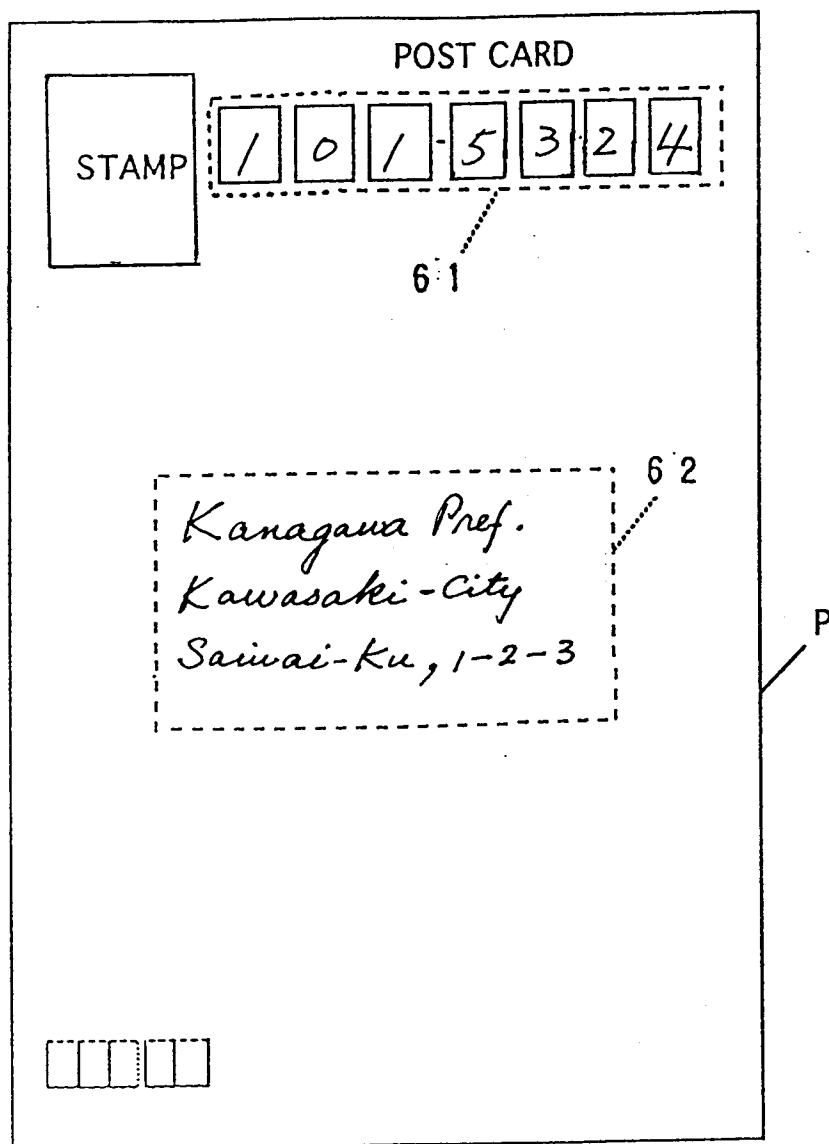 POST CARD
STAMP
1 0 1 - 5 3 2 4
61
62
Kanagawa Pref.
Kawasaki-City
Saiwai-Ku, 1-2-3
P